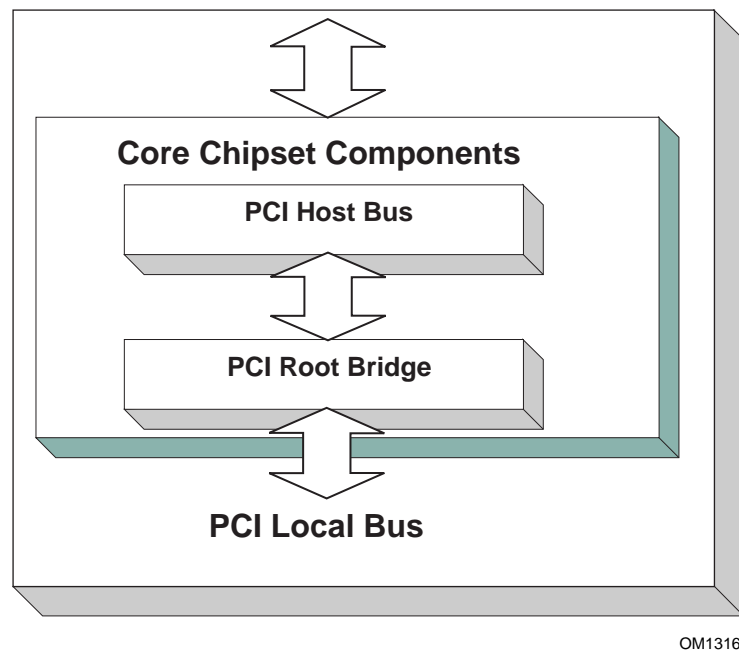 Core Chipset Components
PCI Host Bus
PCI Root Bridge
PCI Local Bus
OM1316